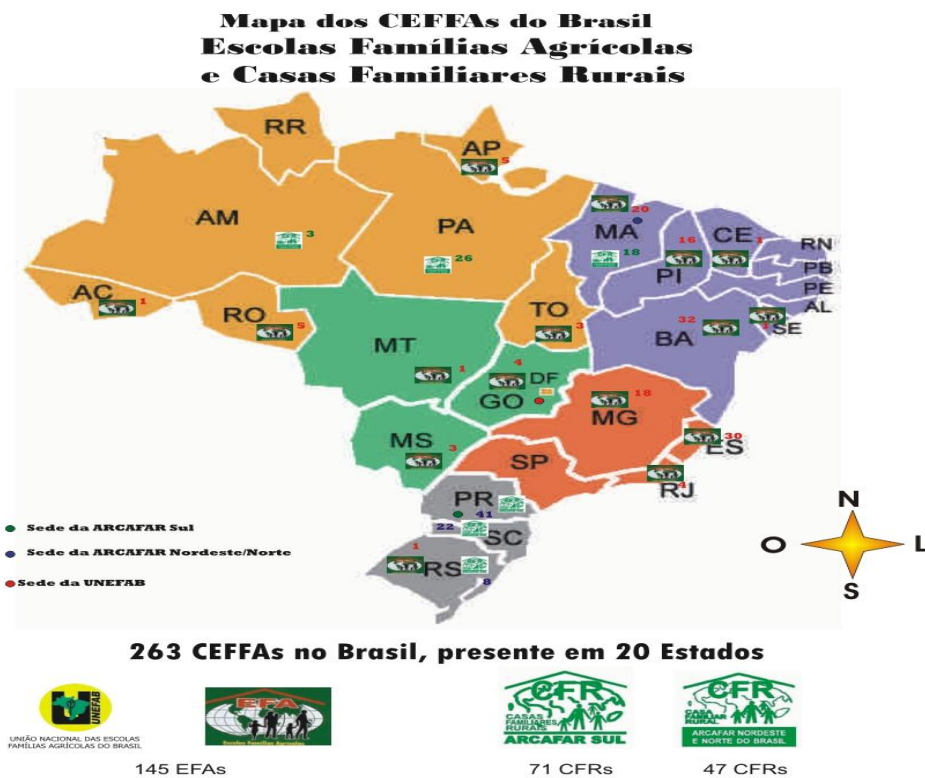 Mapa dos CEFFAs do Brasil
Escolas Famílias Agrícolas
e Casas Familiares Rurais
RR
AP
5
AM
3
PA
26
20
MA
18
16
PI
CE
1
RN
PB
PE
AL
SE
3
AC
1
RO
5
TO
3
MT
1
32
BA
4
DF
GO
18
MG
MS
3
30
ES
SP
RJ
4
PR
41
22
SC
1
RS
8
Sede da ARCAFAR Sul
Sede da ARCAFAR Nordeste/Norte
Sede da UNEFAB
N
O
L
S
263 CEFFAs no Brasil, presente em 20 Estados
UNEFAB
UNIÃO NACIONAL DAS ESCOLAS
FAMÍLIAS AGRÍCOLAS DO BRASIL
EFA
Escolas Famílias Agrícolas
145 EFAs
CFR
CASAS
FAMILIARES
RURAIS
ARCAFAR SUL
71 CFRs
CFR
CASA
FAMILIAR
RURAL
ARCAFAR NORDESTE
E NORTE DO BRASIL
47 CFRs